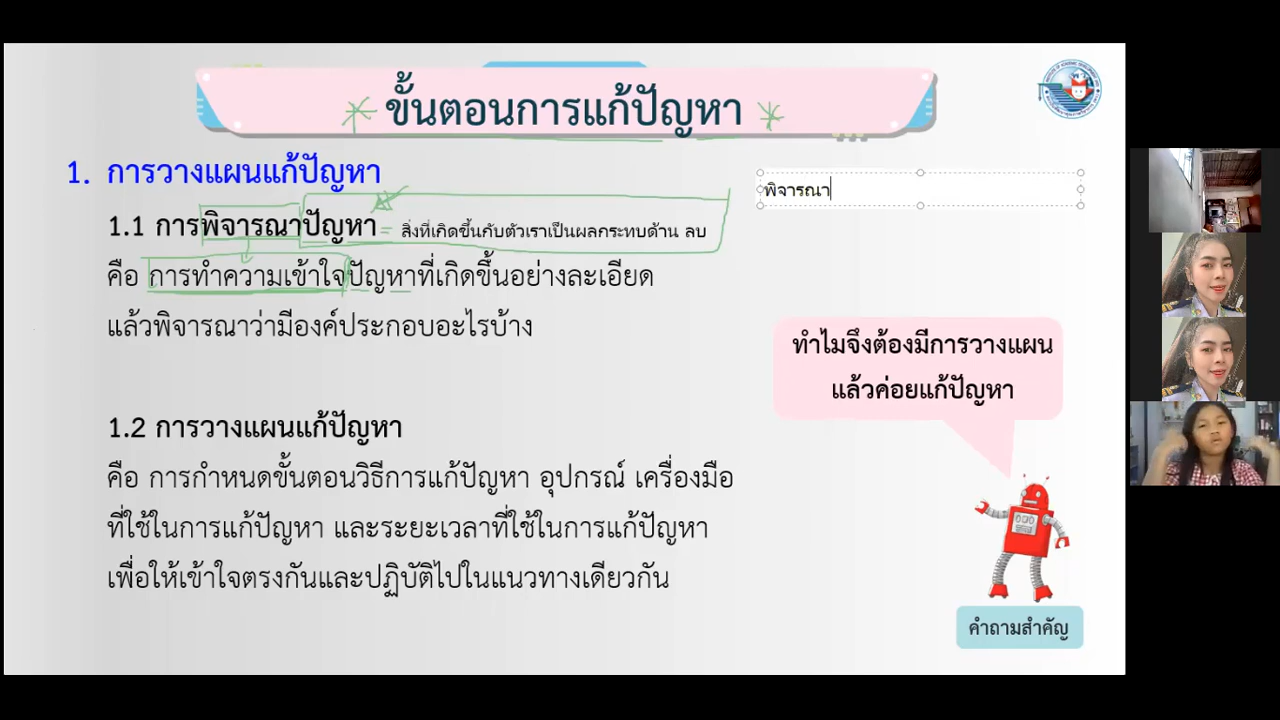 ขั้นตอนการแก้ปัญหา
1. การวางแผนแก้ปัญหา
พิจารณา
1.1 การพิจารณาปัญหา = สิ่งที่เกิดขึ้นกับตัวเราเป็นผลกระทบด้าน ลบ
คือ การทำความเข้าใจปัญหาที่เกิดขึ้นอย่างละเอียด
แล้วพิจารณาว่ามีองค์ประกอบอะไรบ้าง
ทำไมจึงต้องมีการวางแผน
แล้วค่อยแก้ปัญหา
1.2 การวางแผนแก้ปัญหา
คือ การกำหนดขั้นตอนวิธีการแก้ปัญหา อุปกรณ์ เครื่องมือ
ที่ใช้ในการแก้ปัญหา และระยะเวลาที่ใช้ในการแก้ปัญหา
เพื่อให้เข้าใจตรงกันและปฏิบัติไปในแนวทางเดียวกัน
คำถามสำคัญ